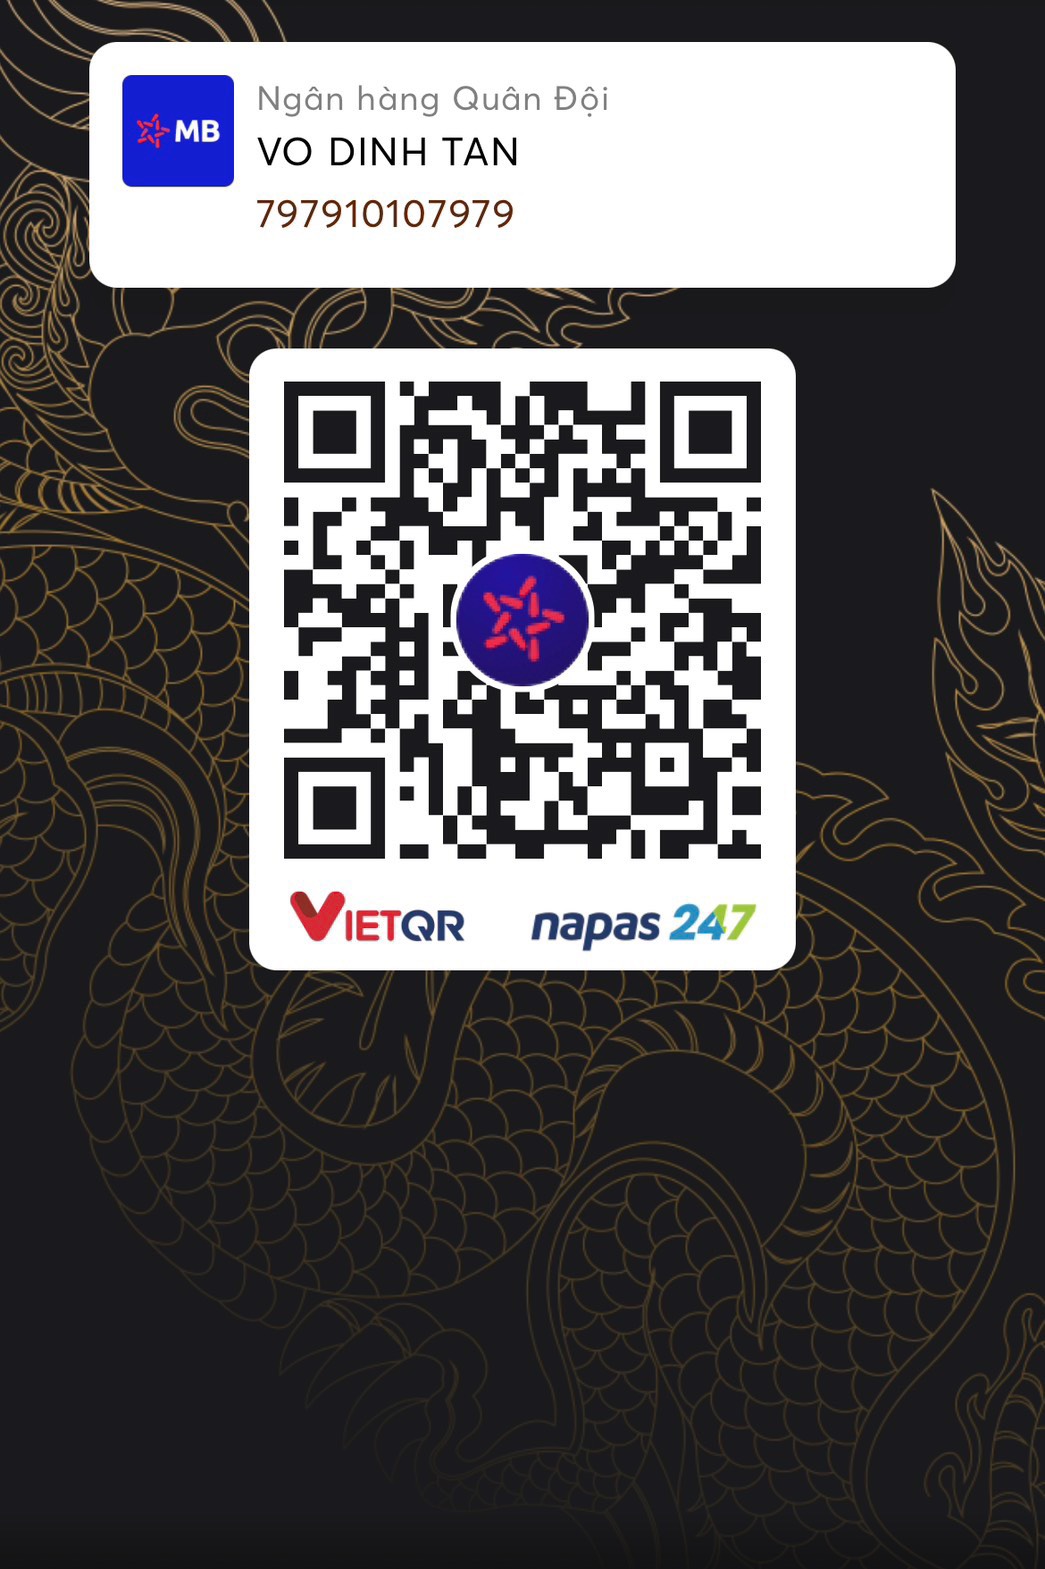 MB
Ngân hàng Quân Đội
VO DINH TAN
797910107979
VIETQR
napas 247